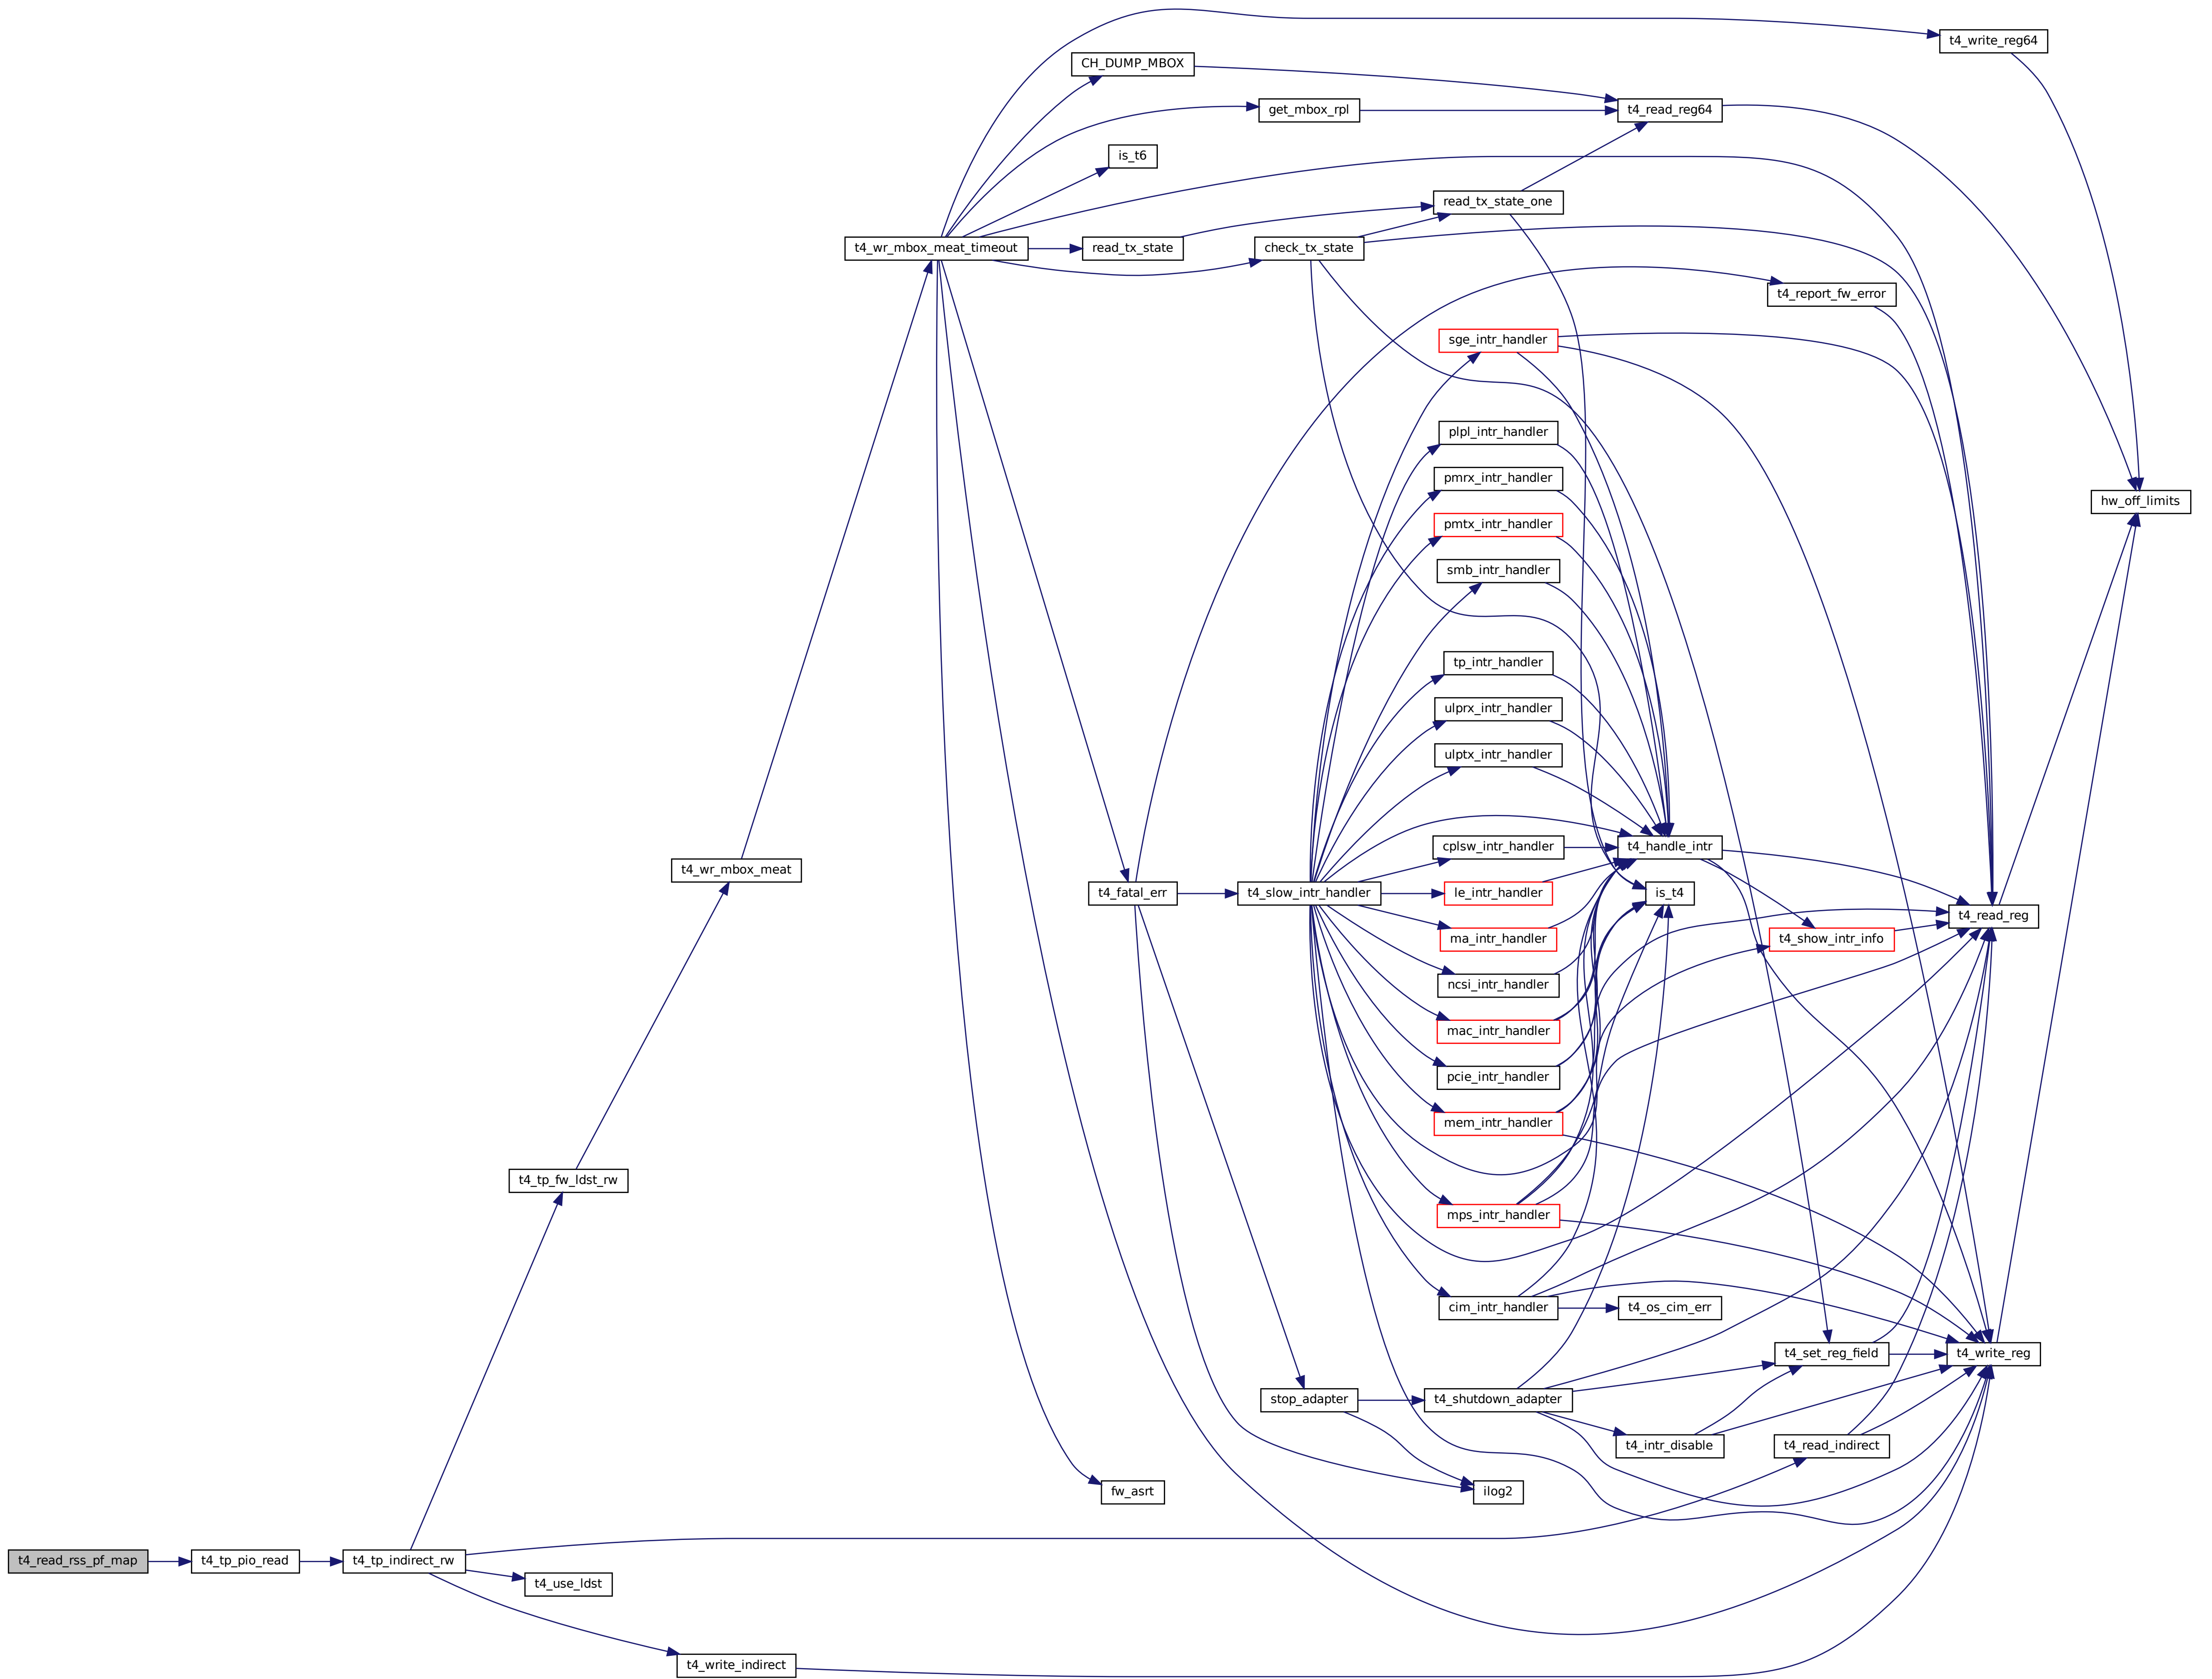 t4_write_reg64
CH_DUMP_MBOX
get_mbox_rpl
t4_read_reg64
is_t6
read_tx_state_one
t4_wr_mbox_meat_timeout
read_tx_state
check_tx_state
t4_report_fw_error
sge_intr_handler
plpl_intr_handler
pmrx_intr_handler
hw_off_limits
pmtx_intr_handler
smb_intr_handler
tp_intr_handler
ulprx_intr_handler
ulptx_intr_handler
cplsw_intr_handler
t4_handle_intr
t4_wr_mbox_meat
t4_fatal_err
t4_slow_intr_handler
le_intr_handler
is_t4
t4_read_reg
ma_intr_handler
t4_show_intr_info
ncsi_intr_handler
mac_intr_handler
pcie_intr_handler
mem_intr_handler
t4_tp_fw_ldst_rw
mps_intr_handler
cim_intr_handler
t4_os_cim_err
t4_set_reg_field
t4_write_reg
stop_adapter
t4_shutdown_adapter
t4_intr_disable
t4_read_indirect
fw_asrt
ilog2
t4_read_rss_pf_map
t4_tp_pio_read
t4_tp_indirect_rw
t4_use_ldst
t4_write_indirect